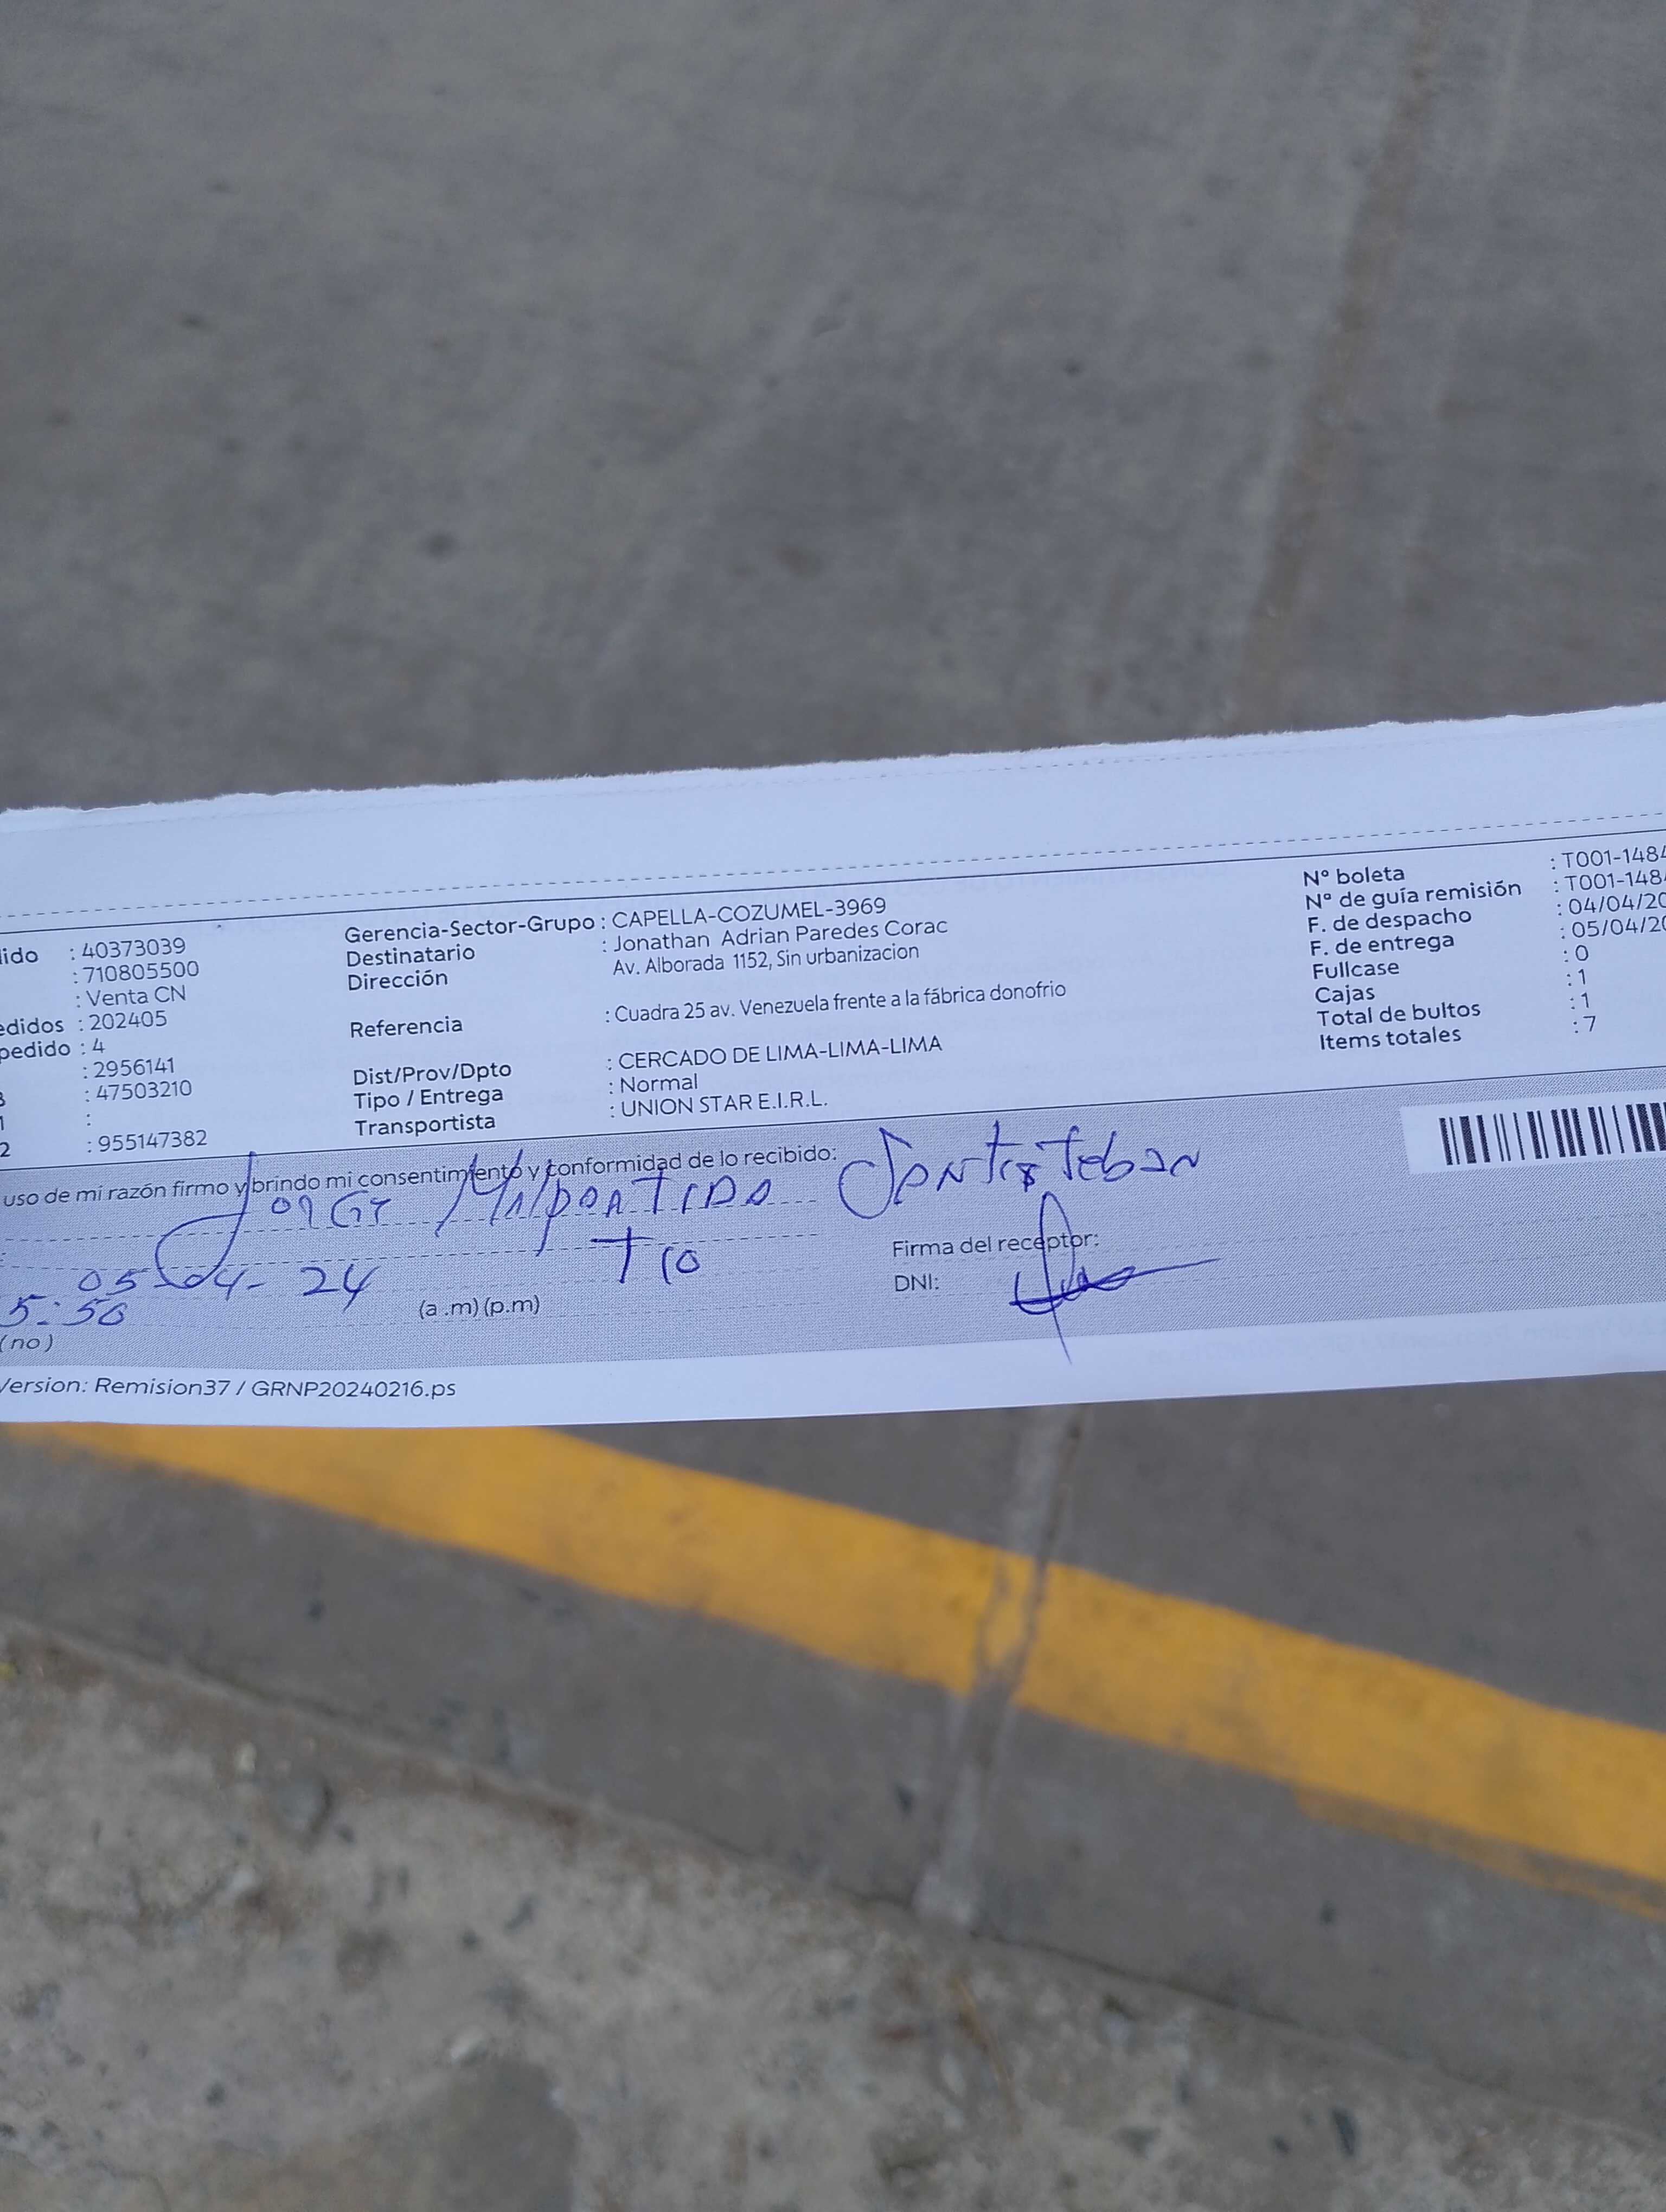 Gerencia-Sector-Grupo : CAPELLA-COZUMEL-3969
Destinatario : Jonathan Adrian Paredes Corac
Dirección Av. Alborada 1152, Sin urbanizacion
Referencia : Cuadra 25 av. Venezuela frente a la fábrica donofrio
Dist/Prov/Dpto : CERCADO DE LIMA-LIMA-LIMA
Tipo / Entrega : Normal
Transportista : UNION STAR E.I.R.L.
ido : 40373039
: 710805500
: Venta CN
edidos : 202405
pedido : 4
: 2956141
: 47503210
:
2 : 955147382
N° boleta : T001-1484
N° de guía remisión : T001-148
F. de despacho : 04/04/20
F. de entrega : 05/04/20
Fullcase : 0
Cajas : 1
Total de bultos : 1
Items totales : 7
uso de mi razón firmo y brindo mi consentimiento y conformidad de lo recibido:
Tio
05-04-24
5:50
(a .m) (p.m)
(no)
Firma del receptor:
DNI:
Version: Remision37 / GRNP20240216.ps